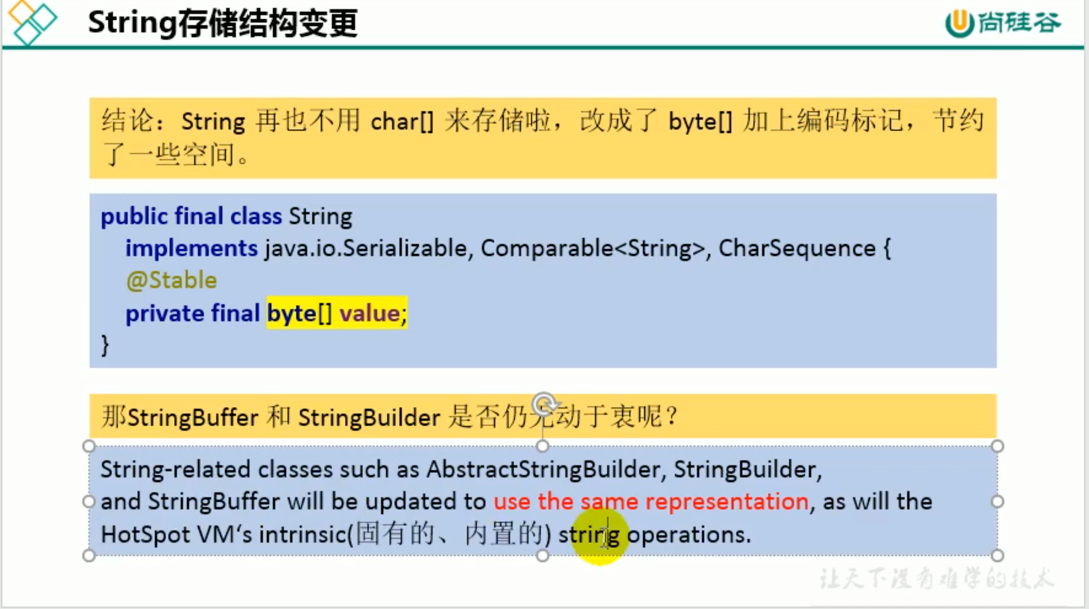 String存储结构变更
尚硅谷
结论：String 再也不用 char[] 来存储啦，改成了 byte[] 加上编码标记，节约
了一些空间。
public final class String
implements java.io.Serializable, Comparable<String>, CharSequence {
@Stable
private final byte[] value;
}
那StringBuffer 和 StringBuilder 是否仍无动于衷呢？
String-related classes such as AbstractStringBuilder, StringBuilder,
and StringBuffer will be updated to use the same representation, as will the
HotSpot VM‘s intrinsic(固有的、内置的) string operations.
让天下没有难学的技术